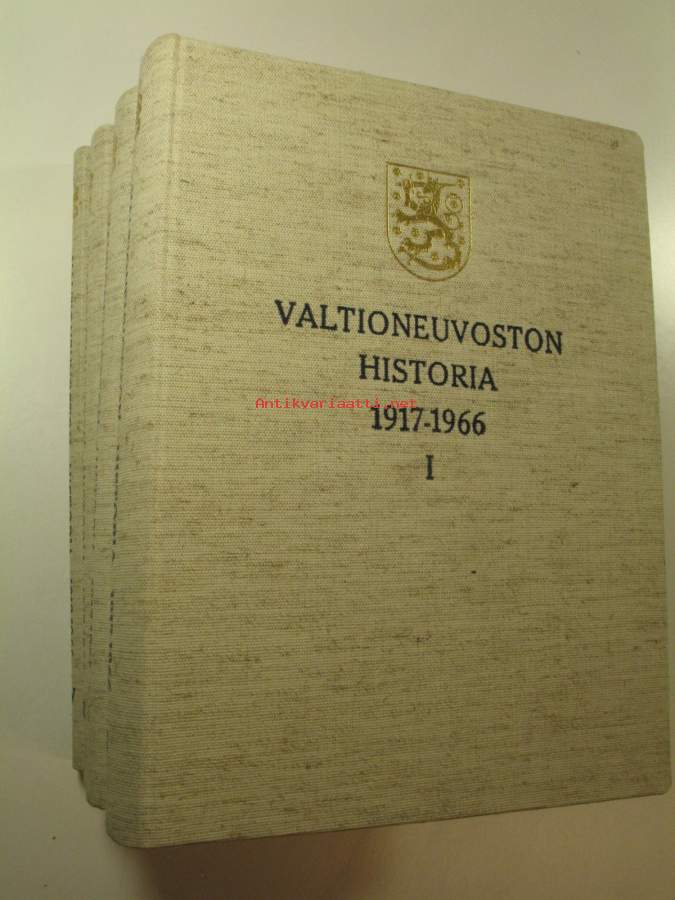 VALTIONEUVOSTON
HISTORIA
Antikvariaatti.net
1917-1966
I